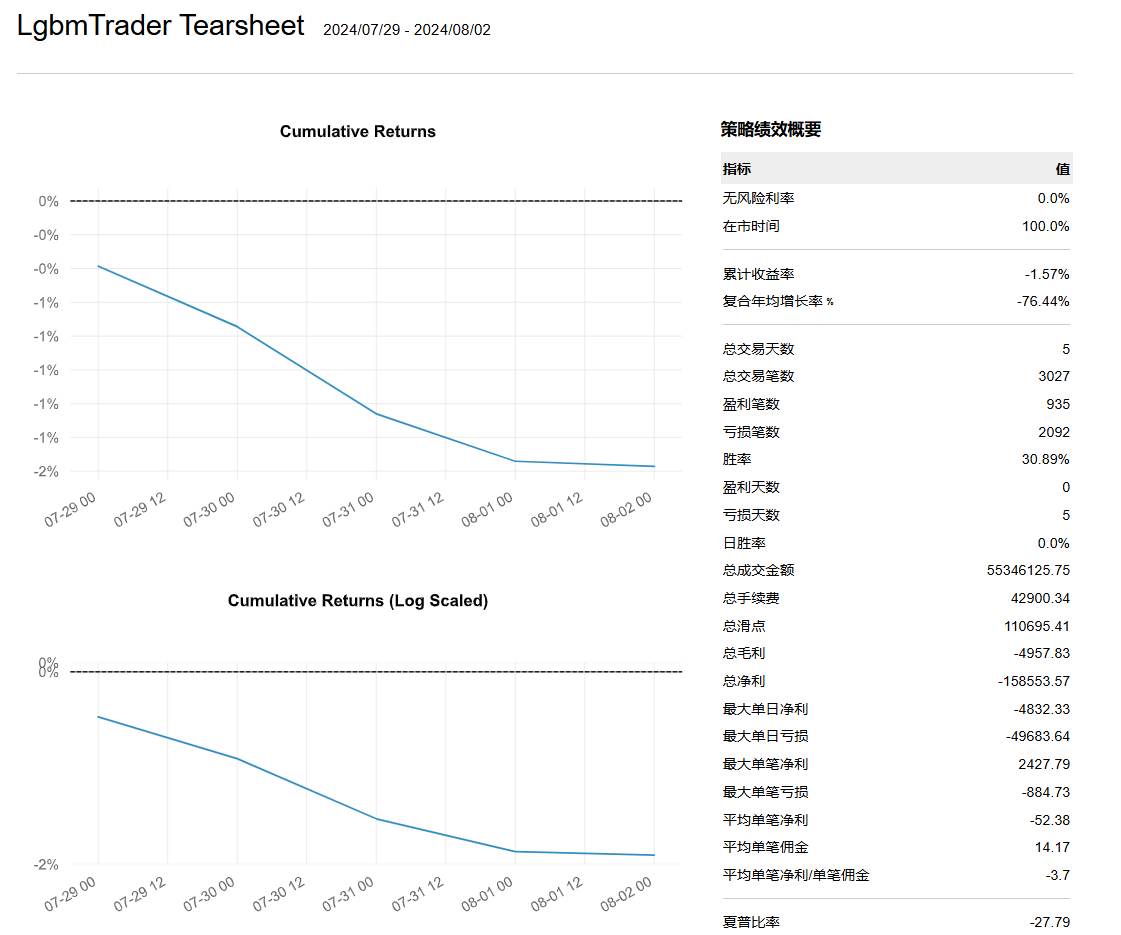 LgbmTrader Tearsheet 2024/07/29 - 2024/08/02
Cumulative Returns
0%
-0%
-0%
-1%
-1%
-1%
-1%
-1%
-2%
07-29 00
07-29 12
07-30 00
07-30 12
07-31 00
07-31 12
08-01 00
08-01 12
08-02 00
Cumulative Returns (Log Scaled)
0%
0%
-2%
07-29 00
07-29 12
07-30 00
07-30 12
07-31 00
07-31 12
08-01 00
08-01 12
08-02 00
策略绩效概要
指标 值
无风险利率 0.0%
在市时间 100.0%
累计收益率 -1.57%
复合年均增长率﹪ -76.44%
总交易天数 5
总交易笔数 3027
盈利笔数 935
亏损笔数 2092
胜率 30.89%
盈利天数 0
亏损天数 5
日胜率 0.0%
总成交金额 55346125.75
总手续费 42900.34
总滑点 110695.41
总毛利 -4957.83
总净利 -158553.57
最大单日净利 -4832.33
最大单日亏损 -49683.64
最大单笔净利 2427.79
最大单笔亏损 -884.73
平均单笔净利 -52.38
平均单笔佣金 14.17
平均单笔净利/单笔佣金 -3.7
夏普比率 -27.79